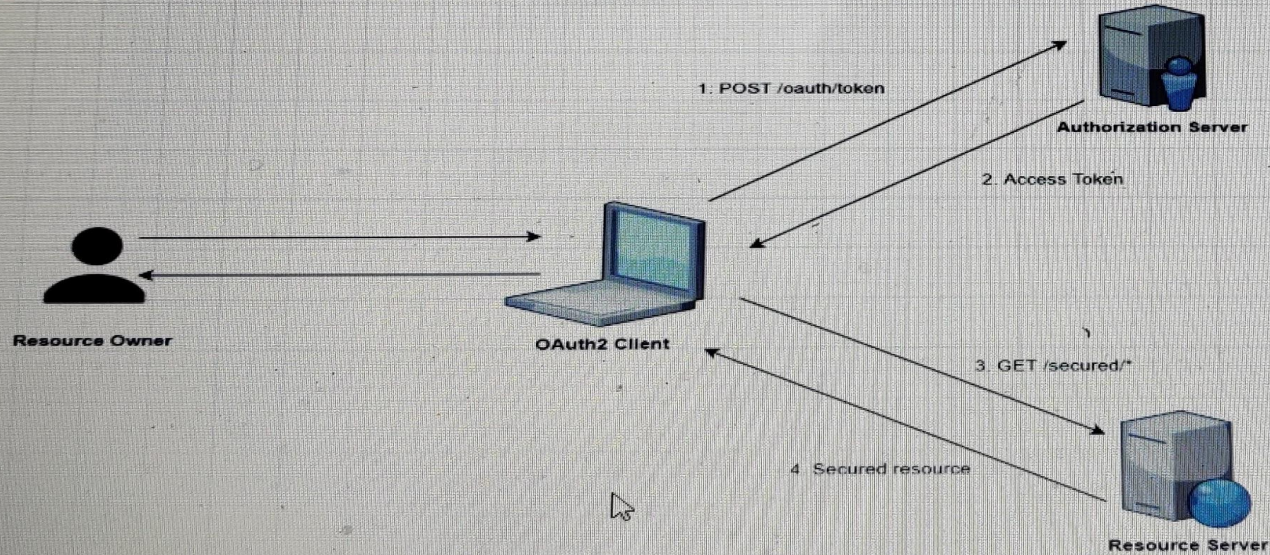 1. POST /oauth/token
Authorization Server
2. Access Token
Resource Owner
OAuth2 Client
3. GET /secured/*
4. Secured resource
Resource Server